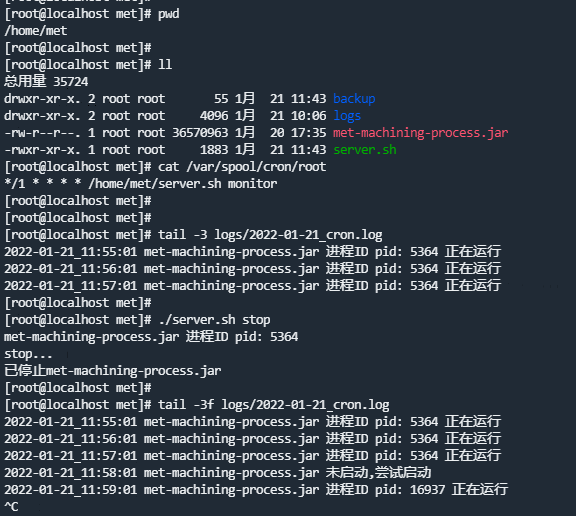 [root@localhost met]# pwd
/home/met
[root@localhost met]#
[root@localhost met]# ll
总用量 35724
drwxr-xr-x. 2 root root       55 1月  21 11:43 backup
drwxr-xr-x. 2 root root     4096 1月  21 10:06 logs
-rw-r--r--. 1 root root 36570963 1月  20 17:35 met-machining-process.jar
-rwxr-xr-x. 1 root root     1883 1月  21 11:43 server.sh
[root@localhost met]# cat /var/spool/cron/root
*/1 * * * * /home/met/server.sh monitor
[root@localhost met]#
[root@localhost met]#
[root@localhost met]# tail -3 logs/2022-01-21_cron.log
2022-01-21_11:55:01 met-machining-process.jar 进程ID pid: 5364 正在运行
2022-01-21_11:56:01 met-machining-process.jar 进程ID pid: 5364 正在运行
2022-01-21_11:57:01 met-machining-process.jar 进程ID pid: 5364 正在运行
[root@localhost met]#
[root@localhost met]# ./server.sh stop
met-machining-process.jar 进程ID pid: 5364
stop...
已停止met-machining-process.jar
[root@localhost met]#
[root@localhost met]# tail -3f logs/2022-01-21_cron.log
2022-01-21_11:55:01 met-machining-process.jar 进程ID pid: 5364 正在运行
2022-01-21_11:56:01 met-machining-process.jar 进程ID pid: 5364 正在运行
2022-01-21_11:57:01 met-machining-process.jar 进程ID pid: 5364 正在运行
2022-01-21_11:58:01 met-machining-process.jar 未启动,尝试启动
2022-01-21_11:59:01 met-machining-process.jar 进程ID pid: 16937 正在运行
^C